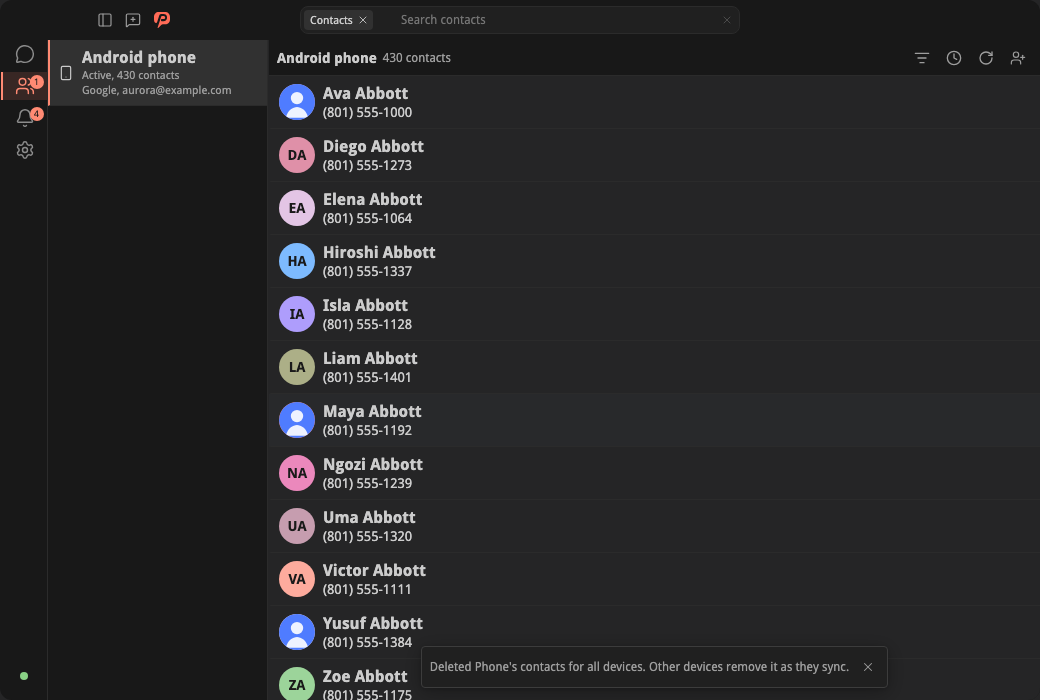 Contacts
Search contacts
1
4
Android phone
Active, 430 contacts
Google, aurora@example.com
Android phone 430 contacts
Ava Abbott
(801) 555-1000
DA
Diego Abbott
(801) 555-1273
EA
Elena Abbott
(801) 555-1064
HA
Hiroshi Abbott
(801) 555-1337
IA
Isla Abbott
(801) 555-1128
LA
Liam Abbott
(801) 555-1401
Maya Abbott
(801) 555-1192
NA
Ngozi Abbott
(801) 555-1239
UA
Uma Abbott
(801) 555-1320
VA
Victor Abbott
(801) 555-1111
Yusuf Abbott
(801) 555-1384
ZA
Zoe Abbott
(801) 555-1175
Deleted Phone's contacts for all devices. Other devices remove it as they sync.